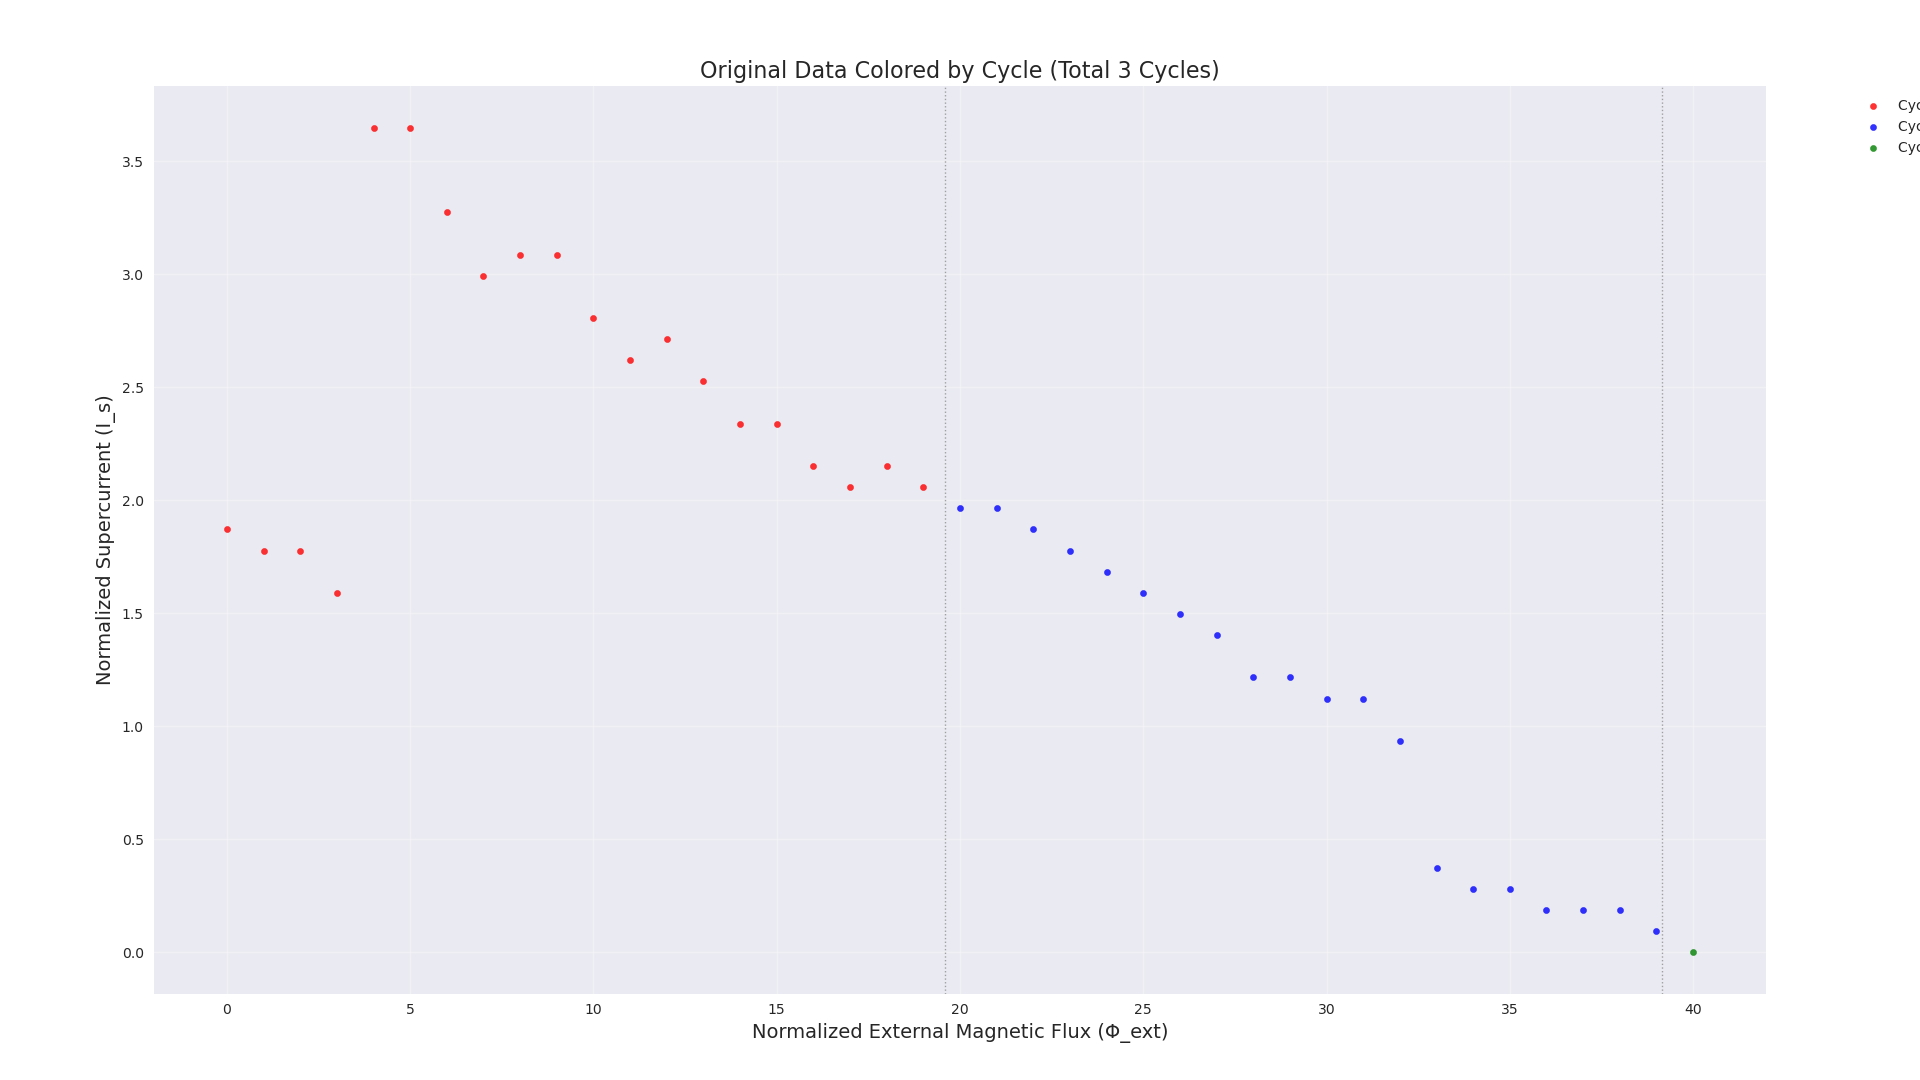 Original Data Colored by Cycle (Total 3 Cycles)
Cyc
Cyc
Cyc
3.5
3.0
2.5
2.0
1.5
1.0
0.5
0.0
Normalized Supercurrent (I_s)
0 5 10 15 20 25 30 35 40
Normalized External Magnetic Flux (Φ_ext)